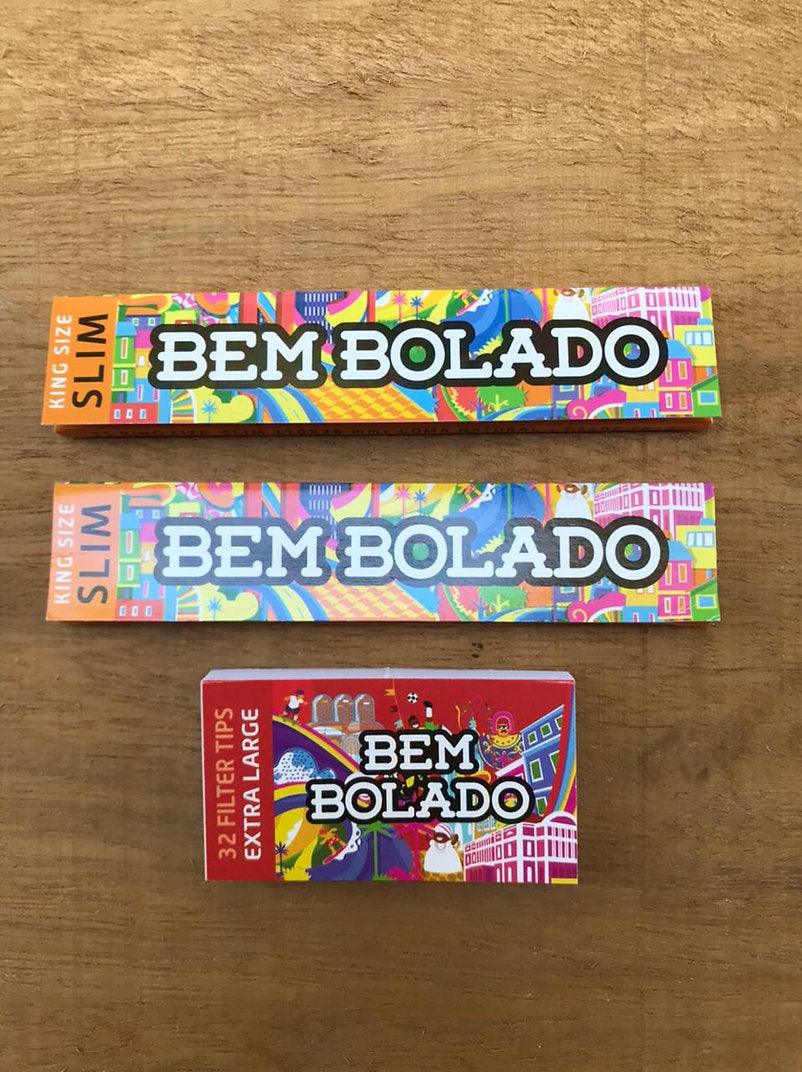 KING SIZE
SLIM
BEM BOLADO
KING SIZE
SLIM
BEM BOLADO
32 FILTER TIPS
EXTRA LARGE
BEM
BOLADO